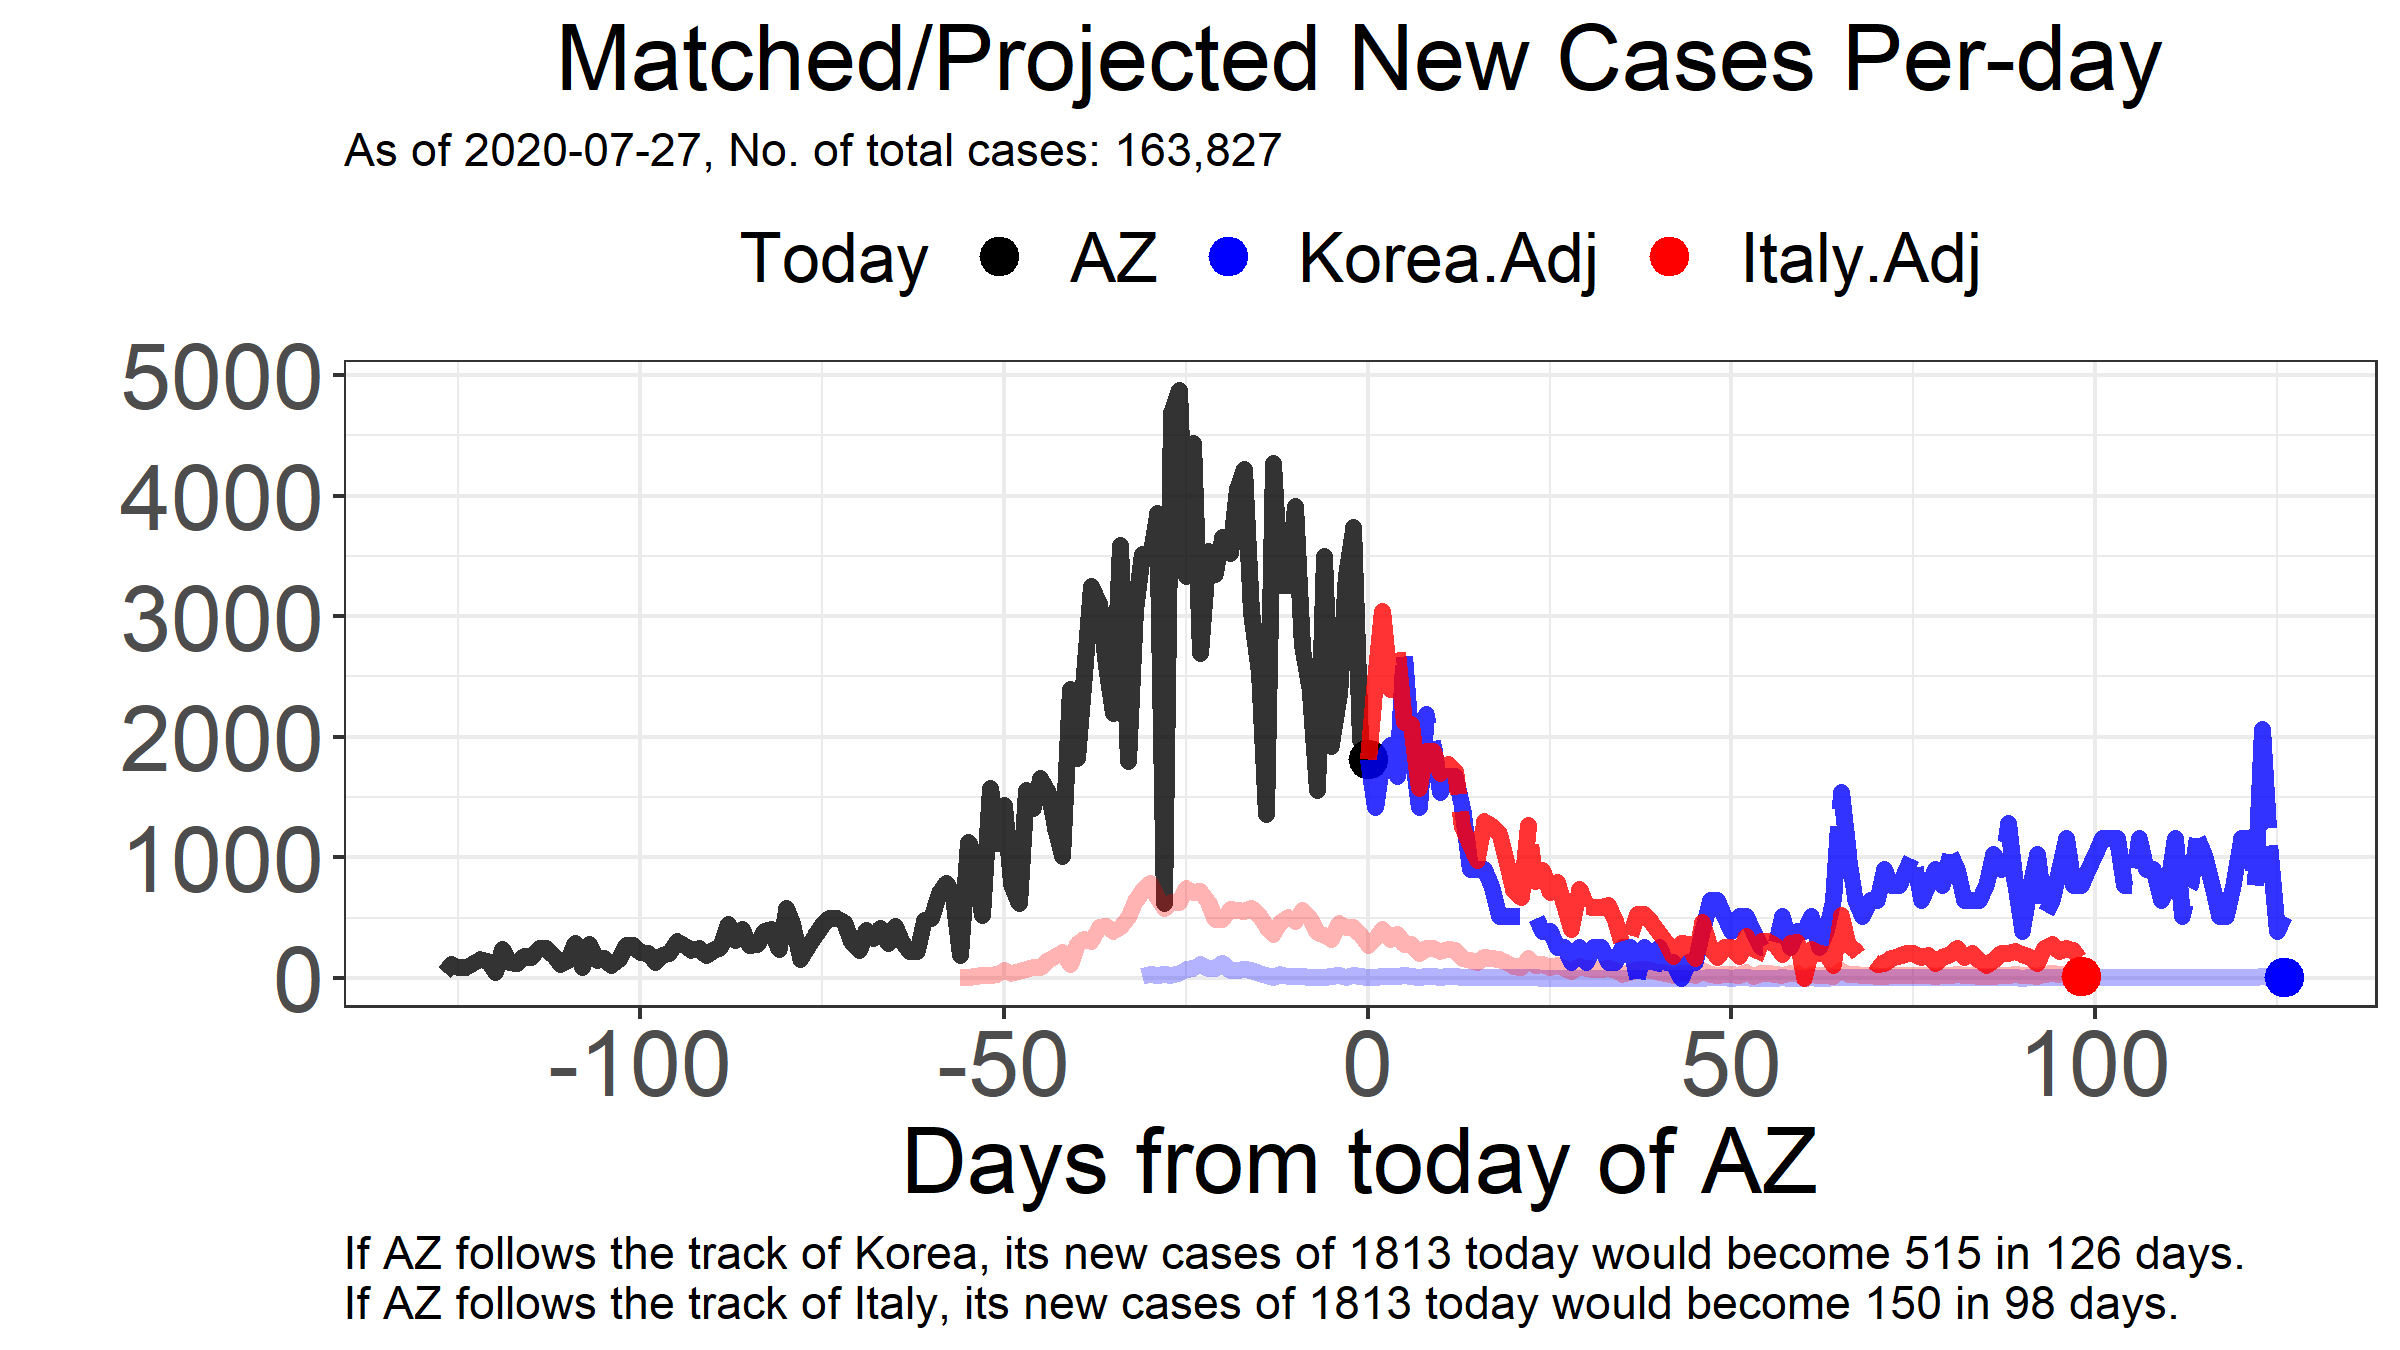 Matched/Projected New Cases Per-day
As of 2020-07-27, No. of total cases: 163,827
Today AZ Korea.Adj Italy.Adj
5000
4000
3000
2000
1000
0
-100 -50 0 50 100
Days from today of AZ
If AZ follows the track of Korea, its new cases of 1813 today would become 515 in 126 days.
If AZ follows the track of Italy, its new cases of 1813 today would become 150 in 98 days.